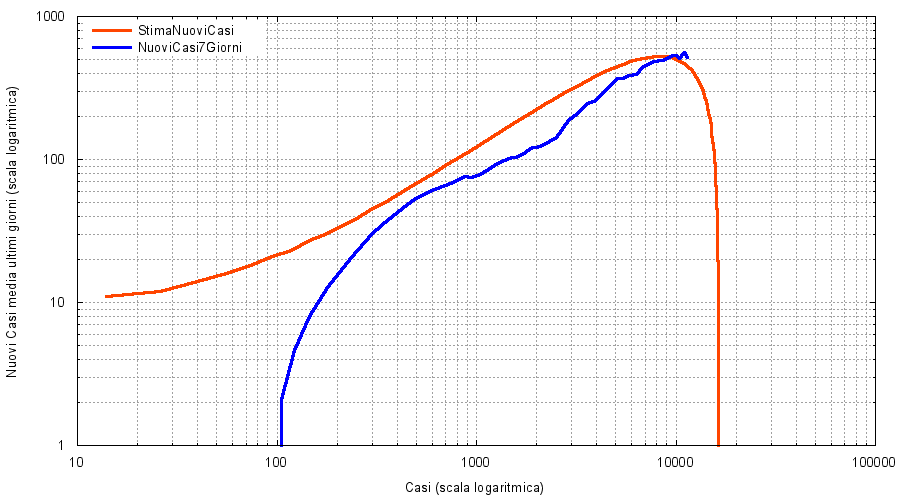 1000
StimaNuoviCasi
NuoviCasi7Giorni
100
10
1
Nuovi Casi media ultimi giorni (scala logaritmica)
10
100
1000
10000
100000
Casi (scala logaritmica)